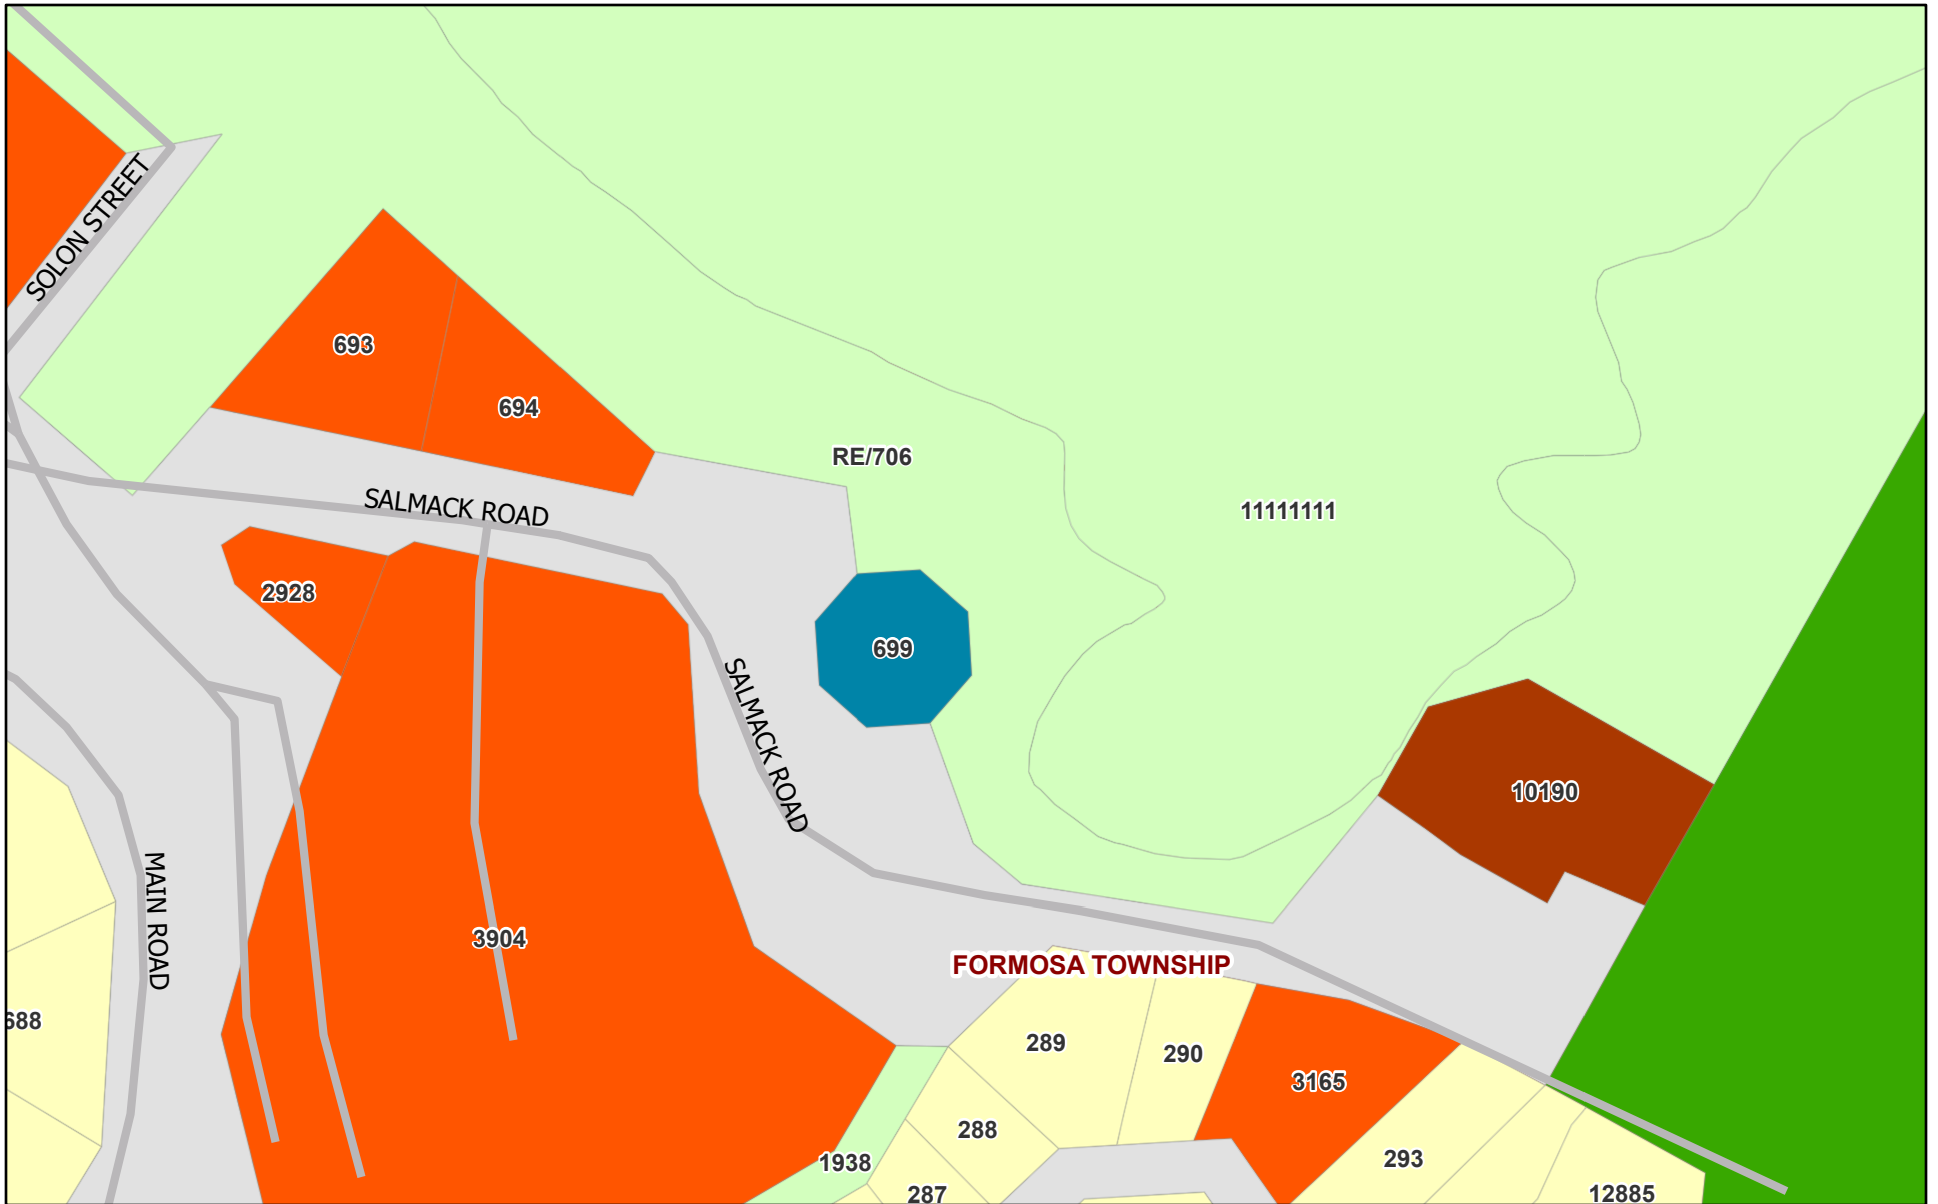 SOLON STREET
693
694
RE/706
11111111
SALMACK ROAD
2928
699
SALMACK ROAD
10190
MAIN ROAD
3904
FORMOSA TOWNSHIP
688
289
290
3165
288
1938
293
287
12885